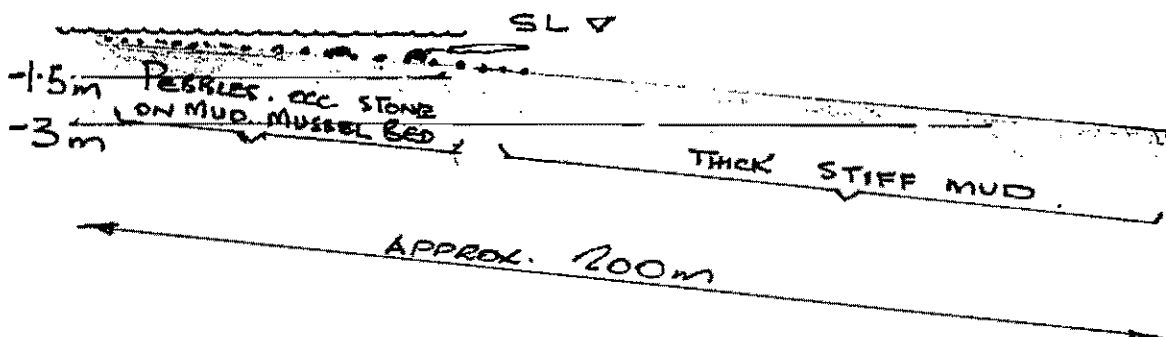 SL ▽
-1.5m
PEBBLES. OCC STONE
ON MUD MUSSEL BED
-3m
THICK STIFF MUD.
APPROX. 200m